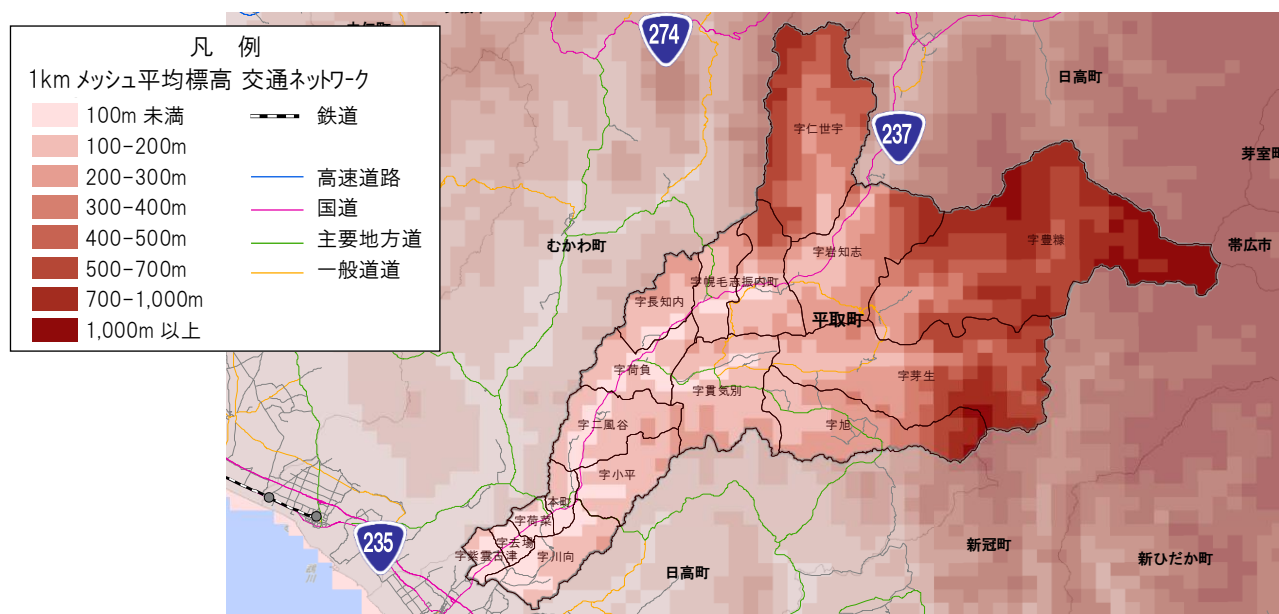 凡 例
1km メッシュ平均標高 交通ネットワーク
100m 未満
100-200m
200-300m
300-400m
400-500m
500-700m
700-1,000m
1,000m 以上
鉄道
高速道路
国道
主要地方道
一般道道
274
日高町
字仁世宇
237
芽室町
むかわ町
字岩知志
字豊糠
帯広市
字幌毛志
振内町
字長知内
平取町
字荷負
字貫気別
字芽生
字二風谷
字旭
字小平
本町
字荷菜
字去場
字紫雲古津
字川向
235
日高町
新冠町
新ひだか町